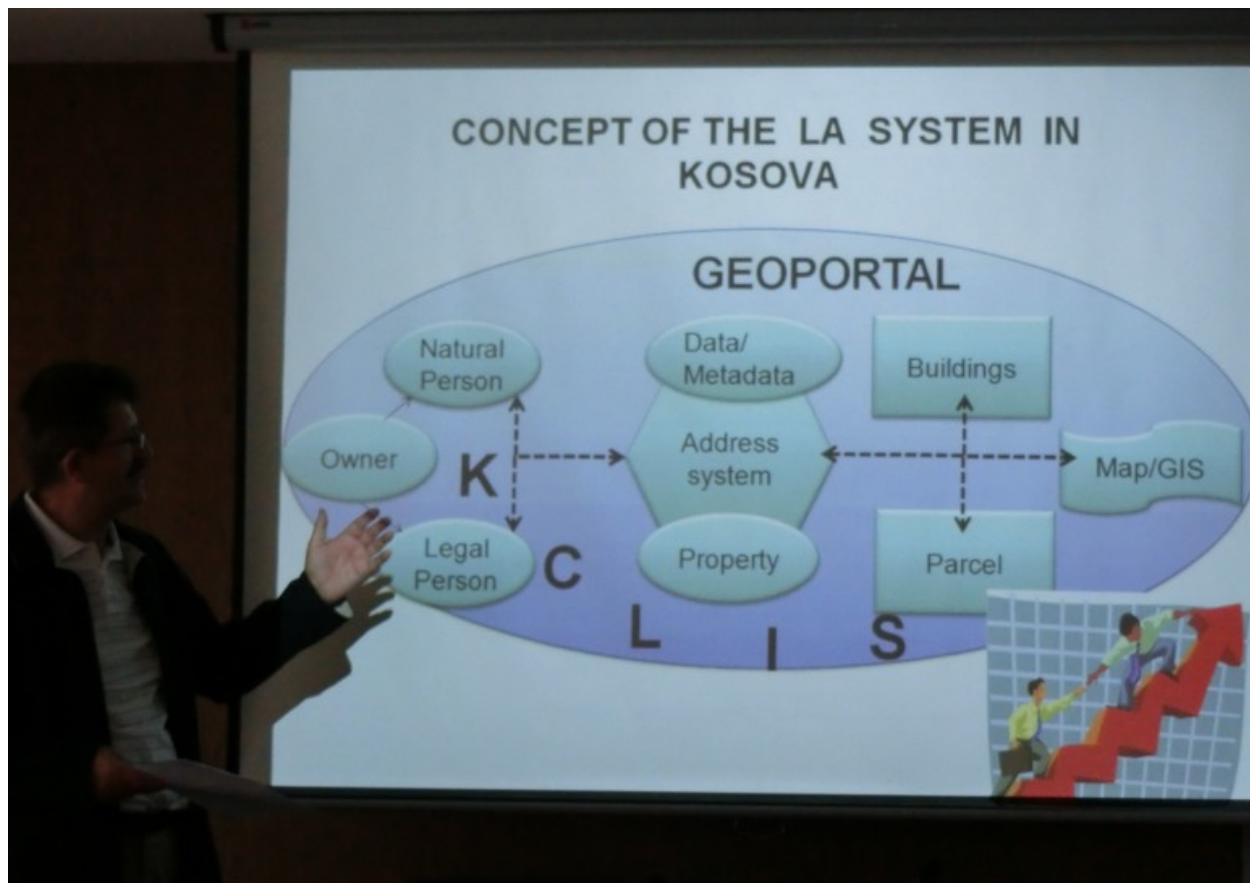 CONCEPT OF THE LA SYSTEM IN
KOSOVA
GEOPORTAL
Natural
Person
Data/
Metadata
Buildings
Owner
Address
system
Map/GIS
K
Legal
Person
Property
Parcel
C
L
I
S